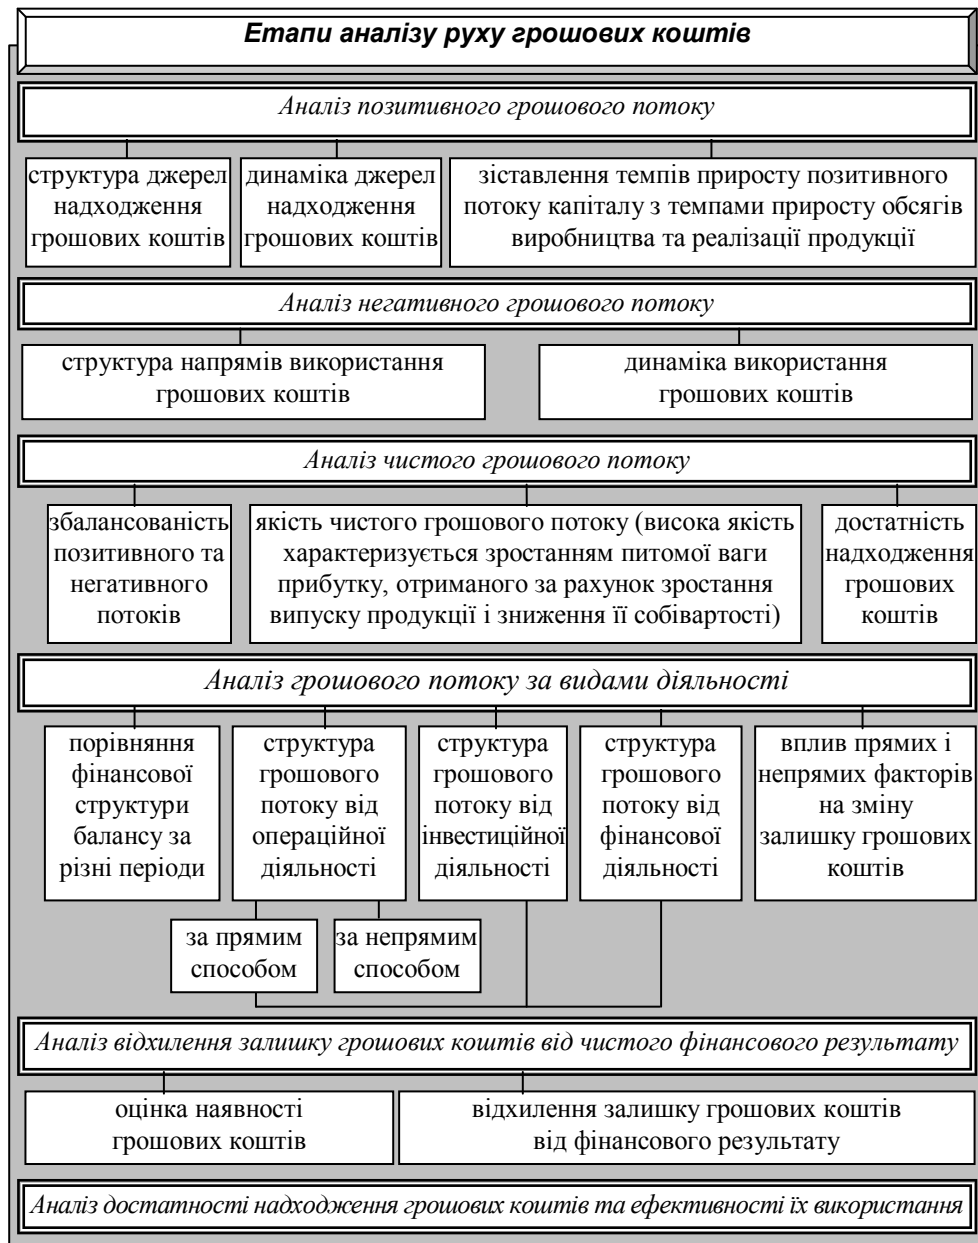 Етапи аналізу руху грошових коштів
Аналіз позитивного грошового потоку
структура джерел
надходження
грошових коштів
динаміка джерел
надходження
грошових коштів
зіставлення темпів приросту позитивного
потоку капіталу з темпами приросту обсягів
виробництва та реалізації продукції
Аналіз негативного грошового потоку
структура напрямів використання
грошових коштів
динаміка використання
грошових коштів
Аналіз чистого грошового потоку
збалансованість
позитивного та
негативного
потоків
якість чистого грошового потоку (висока якість
характеризується зростанням питомої ваги
прибутку, отриманого за рахунок зростання
випуску продукції і зниження її собівартості)
достатність
надходження
грошових
коштів
Аналіз грошового потоку за видами діяльності
порівняння
фінансової
структури
балансу за
різні періоди
структура
грошового
потоку від
операційної
діяльності
структура
грошового
потоку від
інвестиційної
діяльності
структура
грошового
потоку від
фінансової
діяльності
вплив прямих і
непрямих факторів
на зміну
залишку грошових
коштів
за прямим
способом
за непрямим
способом
Аналіз відхилення залишку грошових коштів від чистого фінансового результату
оцінка наявності
грошових коштів
відхилення залишку грошових коштів
від фінансового результату
Аналіз достатності надходження грошових коштів та ефективності їх використання